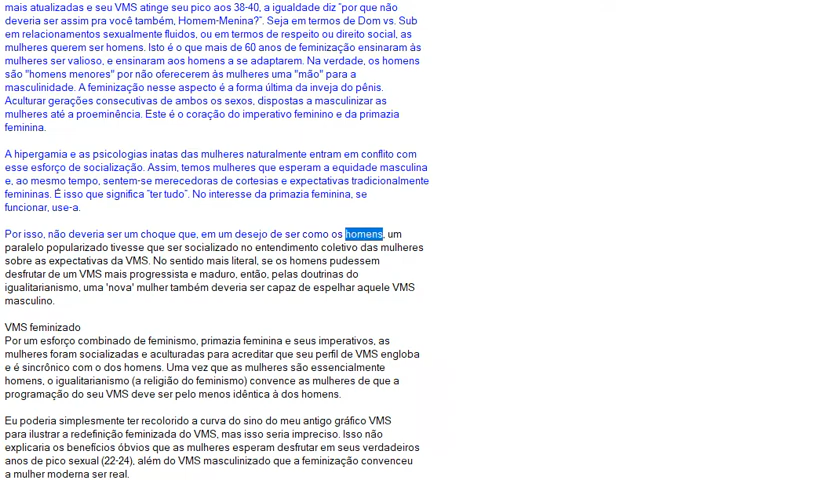 mais atualizadas e seu VMS atinge seu pico aos 38-40, a igualdade diz "por que não
deveria ser assim pra você também, Homem-Menina?". Seja em termos de Dom vs. Sub
em relacionamentos sexualmente fluidos, ou em termos de respeito ou direito social, as
mulheres querem ser homens. Isto é o que mais de 60 anos de feminização ensinaram às
mulheres ser valioso, e ensinaram aos homens a se adaptarem. Na verdade, os homens
são "homens menores" por não oferecerem às mulheres uma "mão" para a
masculinidade. A feminização nesse aspecto é a forma última da inveja do pênis.
Aculturar gerações consecutivas de ambos os sexos, dispostas a masculinizar as
mulheres até a proeminência. Este é o coração do imperativo feminino e da primazia
feminina.
A hipergamia e as psicologias inatas das mulheres naturalmente entram em conflito com
esse esforço de socialização. Assim, temos mulheres que esperam a equidade masculina
e, ao mesmo tempo, sentem-se merecedoras de cortesias e expectativas tradicionalmente
femininas. É isso que significa "ter tudo". No interesse da primazia feminina, se
funcionar, use-a.
Por isso, não deveria ser um choque que, em um desejo de ser como os homens, um
paralelo popularizado tivesse que ser socializado no entendimento coletivo das mulheres
sobre as expectativas da VMS. No sentido mais literal, se os homens pudessem
desfrutar de um VMS mais progressista e maduro, então, pelas doutrinas do
igualitarianismo, uma 'nova' mulher também deveria ser capaz de espelhar aquele VMS
masculino.
VMS feminizado
Por um esforço combinado de feminismo, primazia feminina e seus imperativos, as
mulheres foram socializadas e aculturadas para acreditar que seu perfil de VMS engloba
e é sincrônico com o dos homens. Uma vez que as mulheres são essencialmente
homens, o igualitarianismo (a religião do feminismo) convence as mulheres de que a
programação do seu VMS deve ser pelo menos idêntica à dos homens.
Eu poderia simplesmente ter recolorido a curva do sino do meu antigo gráfico VMS
para ilustrar a redefinição feminizada do VMS, mas isso seria impreciso. Isso não
explicaria os benefícios óbvios que as mulheres esperam desfrutar em seus verdadeiros
anos de pico sexual (22-24), além do VMS masculinizado que a feminização convenceu
a mulher moderna ser real.